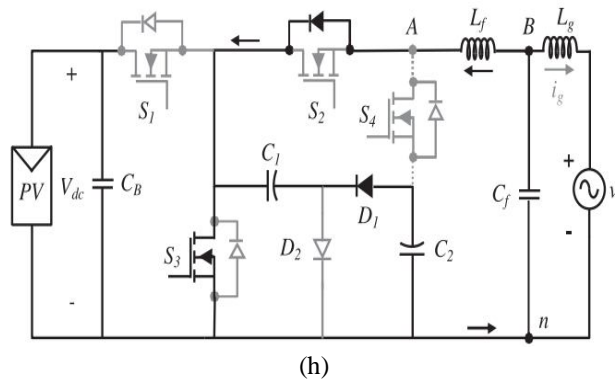 A
L_f
B
L_g
+
S_1
S_2
S_4
i_g
C_1
+
PV
V_dc
C_B
D_1
C_f
v
S_3
D_2
C_2
-
-
n
(h)